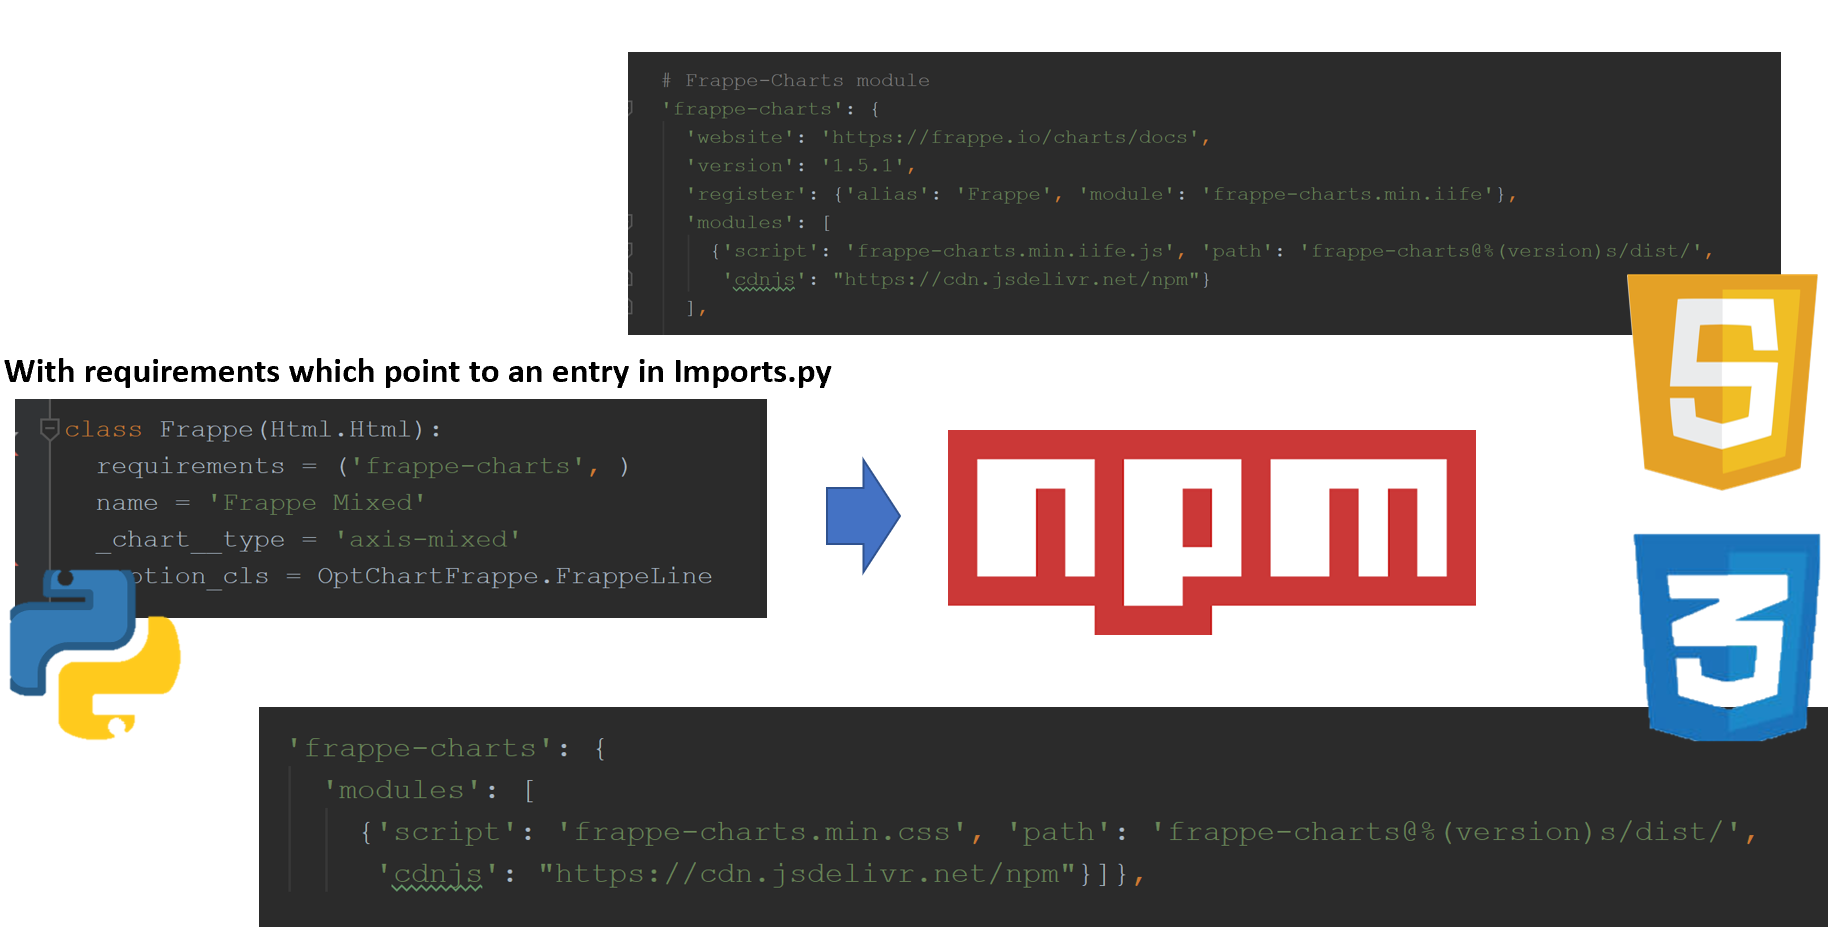 # Frappe-Charts module
'frappe-charts': {
'website': 'https://frappe.io/charts/docs',
'version': '1.5.1',
'register': {'alias': 'Frappe', 'module': 'frappe-charts.min.iife'},
'modules': [
{'script': 'frappe-charts.min.iife.js', 'path': 'frappe-charts@%(version)s/dist/',
'cdnjs': "https://cdn.jsdelivr.net/npm"}
],
With requirements which point to an entry in Imports.py
class Frappe(Html.Html):
requirements = ('frappe-charts', )
name = 'Frappe Mixed'
_chart__type = 'axis-mixed'
= OptChartFrappe.FrappeLine
npm
5
3
'frappe-charts': {
'modules': [
{'script': 'frappe-charts.min.css', 'path': 'frappe-charts@%(version)s/dist/',
'cdnjs': "https://cdn.jsdelivr.net/npm"}]},